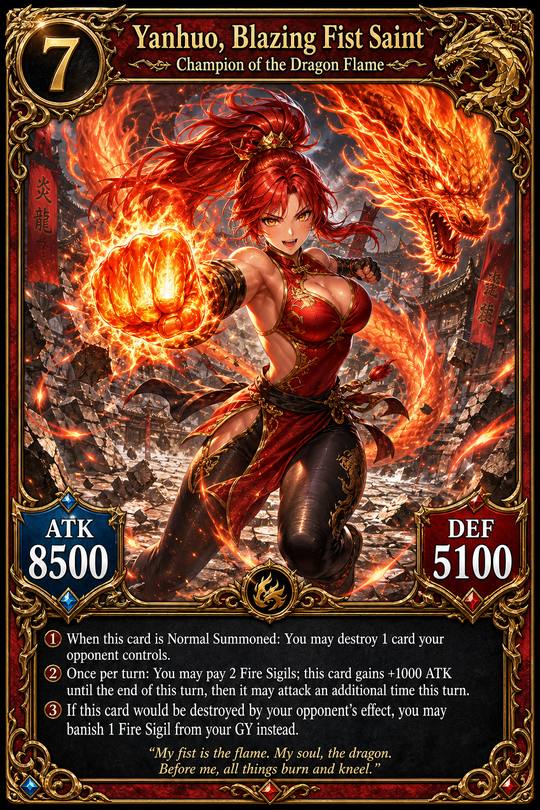 7
Yanhuo, Blazing Fist Saint
Champion of the Dragon Flame
炎龍
ATK
8500
DEF
5100
1 When this card is Normal Summoned: You may destroy 1 card your
opponent controls.
2 Once per turn: You may pay 2 Fire Sigils; this card gains +1000 ATK
until the end of this turn, then it may attack an additional time this turn.
3 If this card would be destroyed by your opponent's effect, you may
banish 1 Fire Sigil from your GY instead.
“My fist is the flame. My soul, the dragon.
Before me, all things burn and kneel.”